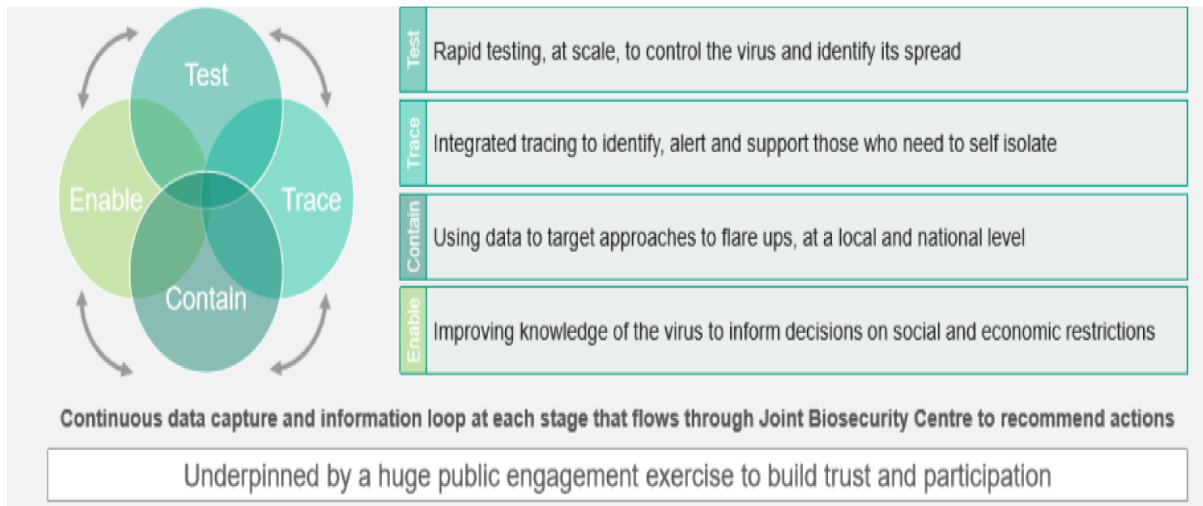 Test
Enable
Trace
Contain
Test
Rapid testing, at scale, to control the virus and identify its spread
Trace
Integrated tracing to identify, alert and support those who need to self isolate
Contain
Using data to target approaches to flare ups, at a local and national level
Enable
Improving knowledge of the virus to inform decisions on social and economic restrictions
Continuous data capture and information loop at each stage that flows through Joint Biosecurity Centre to recommend actions
Underpinned by a huge public engagement exercise to build trust and participation